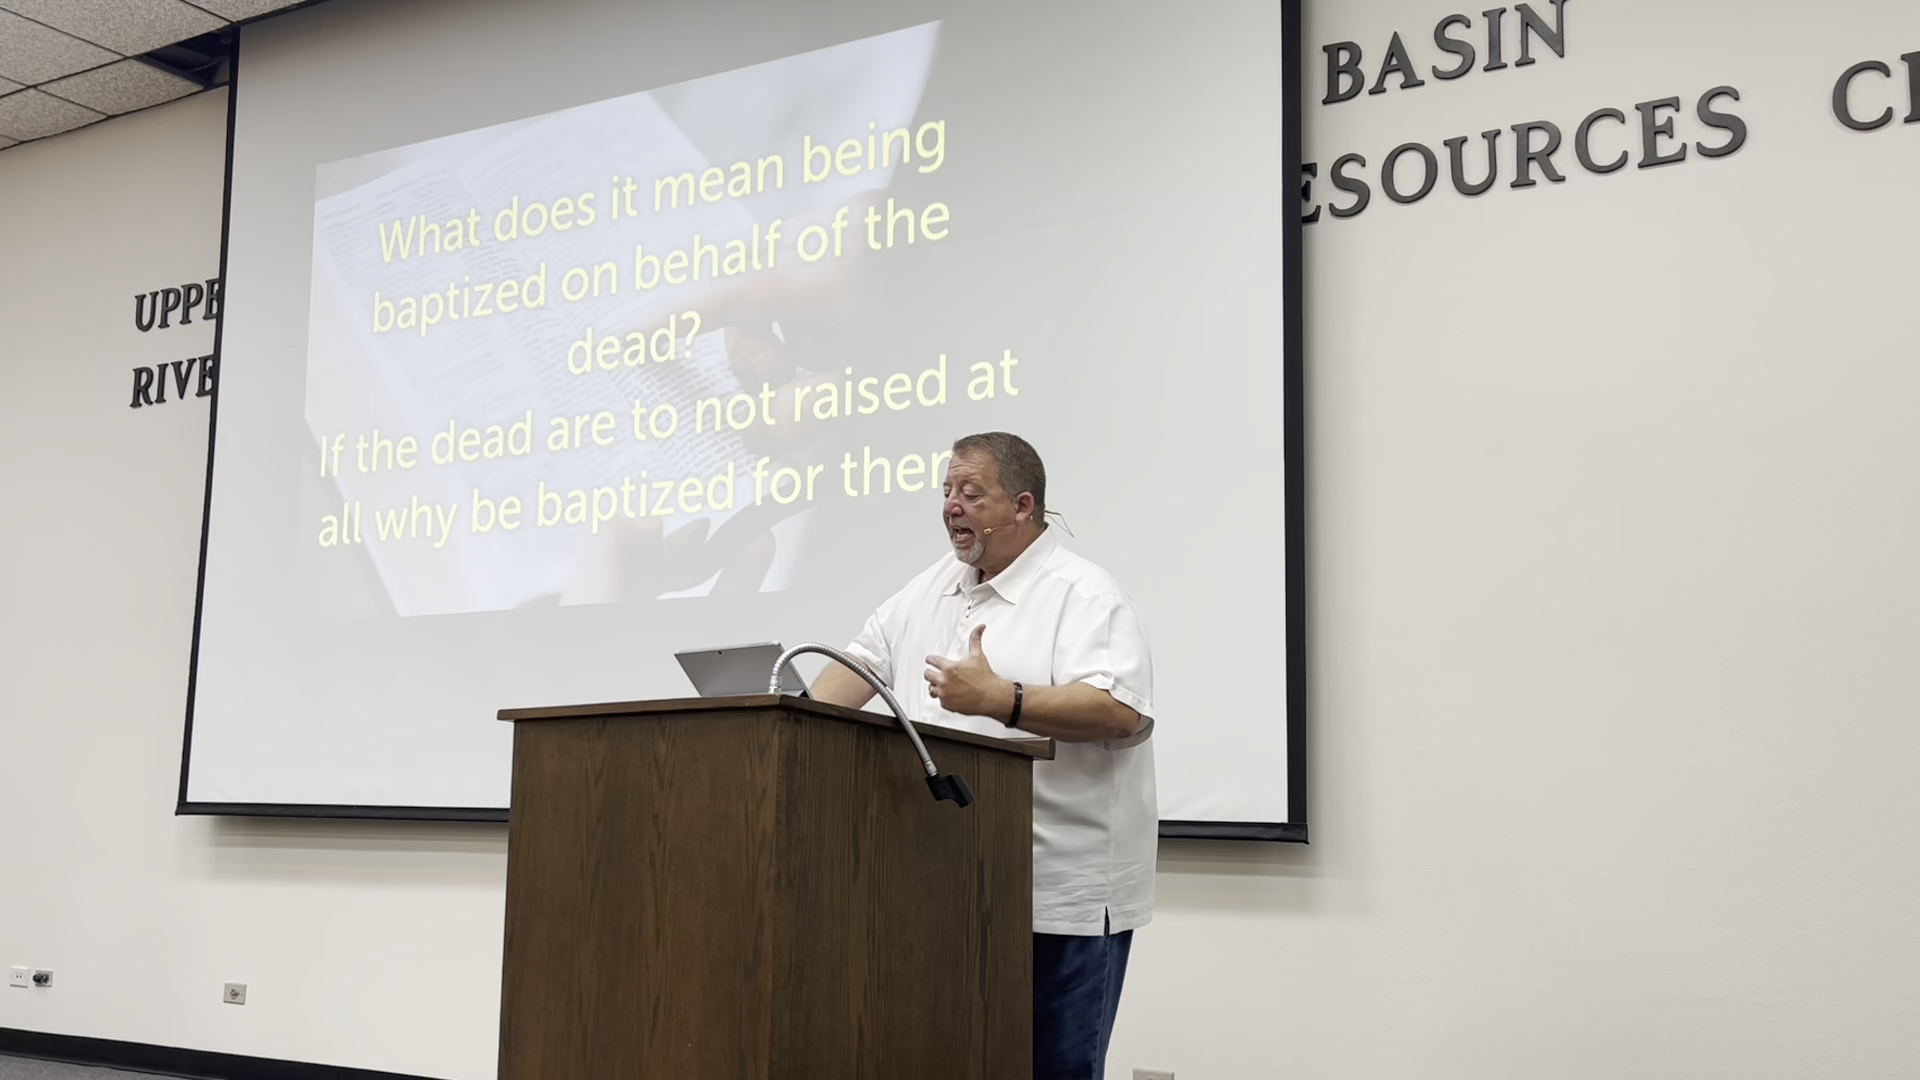 What does it mean being
baptized on behalf of the
dead?
If the dead are to not raised at
all why be baptized for
UPPE
RIVE
BASIN
ESOURCES